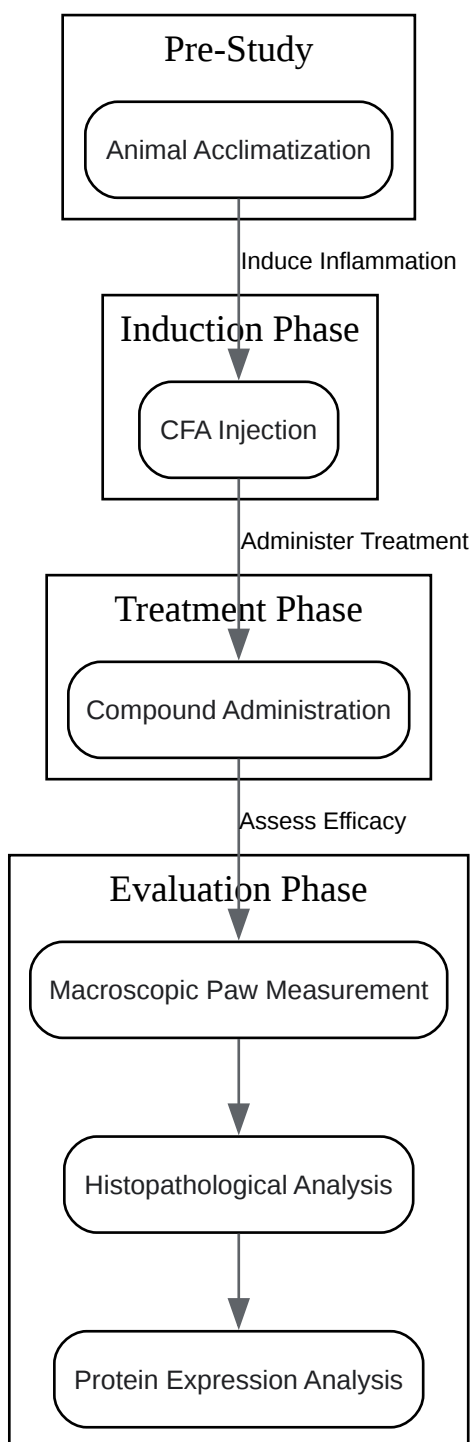 Pre-Study
Animal Acclimatization
Induce Inflammation
Induction Phase
CFA Injection
Administer Treatment
Treatment Phase
Compound Administration
Assess Efficacy
Evaluation Phase
Macroscopic Paw Measurement
Histopathological Analysis
Protein Expression Analysis